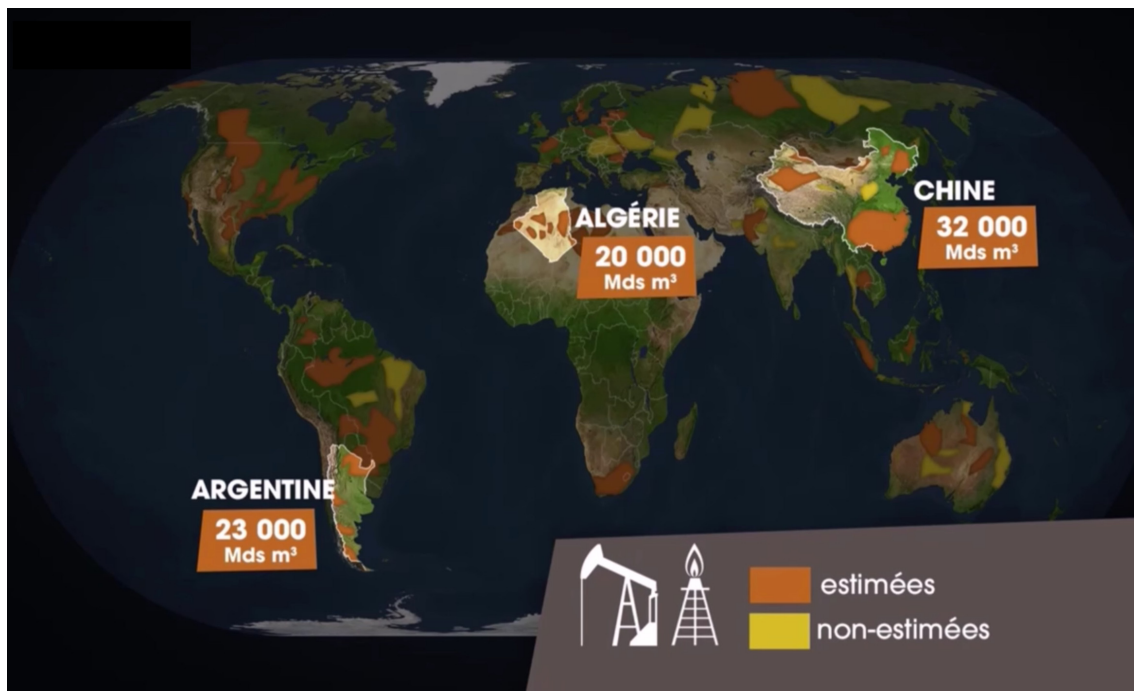 CHINE
32 000
Mds m³
ALGÉRIE
20 000
Mds m³
ARGENTINE
23 000
Mds m³
estimées
non-estimées